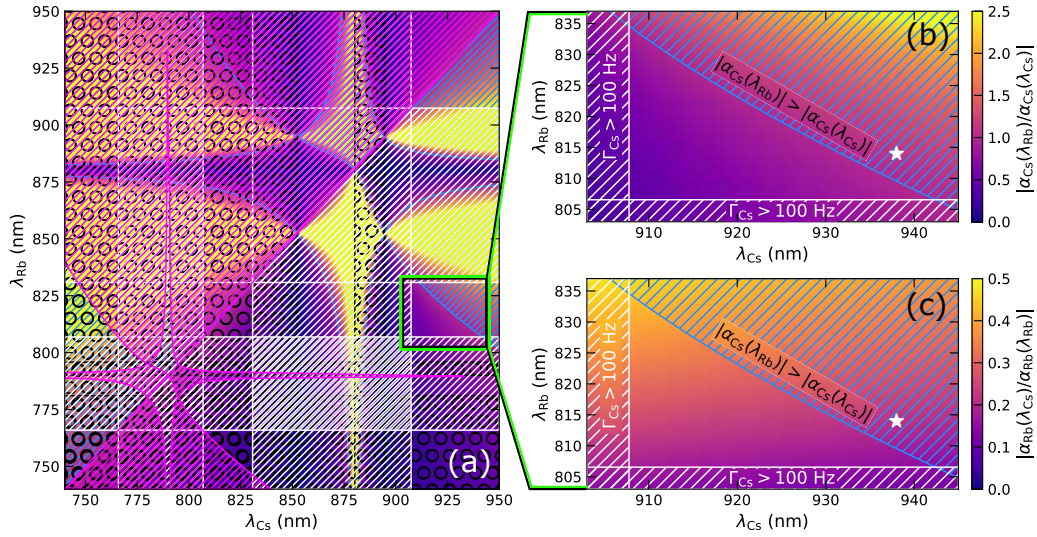 950
925
900
875
850
825
800
775
750
λRb (nm)
750 775 800 825 850 875 900 925 950
λCs (nm)
(a)
835
830
825
820
815
810
805
λRb (nm)
ΓCs > 100 Hz
|αCs(λRb)| > |αCs(λCs)|
(b)
ΓCs > 100 Hz
910 920 930 940
λCs (nm)
2.5
2.0
1.5
1.0
0.5
0.0
|αCs(λRb)/αCs(λCs)|
835
830
825
820
815
810
805
λRb (nm)
ΓCs > 100 Hz
|αCs(λRb)| > |αCs(λCs)|
(c)
ΓCs > 100 Hz
910 920 930 940
λCs (nm)
0.5
0.4
0.3
0.2
0.1
0.0
|αRb(λCs)/αRb(λRb)|